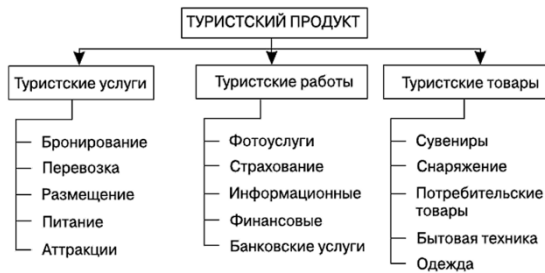 ТУРИСТСКИЙ ПРОДУКТ
Туристские услуги
Бронирование
Перевозка
Размещение
Питание
Аттракции
Туристские работы
Фотоуслуги
Страхование
Информационные
Финансовые
Банковские услуги
Туристские товары
Сувениры
Снаряжение
Потребительские
товары
Бытовая техника
Одежда